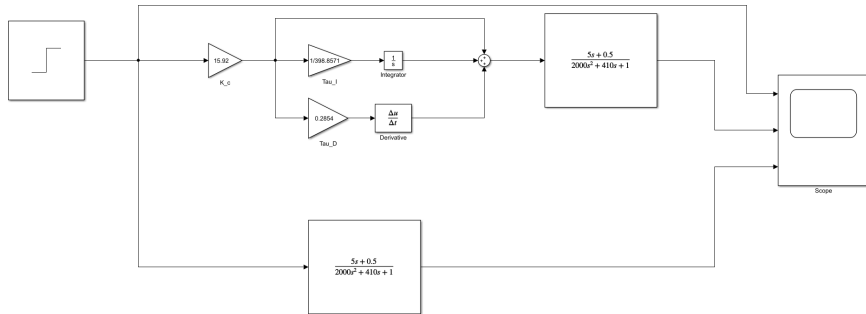 15.92
K_c
1/398.8571
Tau_I
1
s
Integrator
5s + 0.5
2000s² + 410s + 1
0.2854
Tau_D
Δu
Δt
Derivative
Scope
5s + 0.5
2000s² + 410s + 1